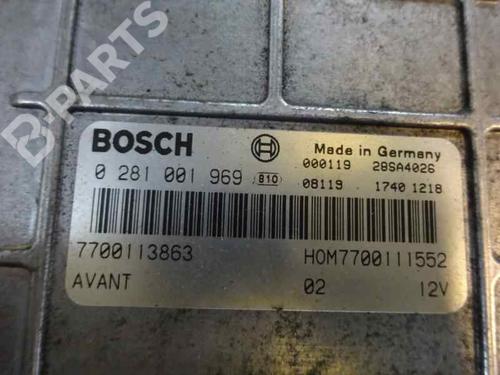 B-PARTS
BOSCH
Made in Germany
000119 28SA4026
0 281 001 969 B10
08119 1740 1218
7700113863 HOM7700111552
AVANT 02 12V